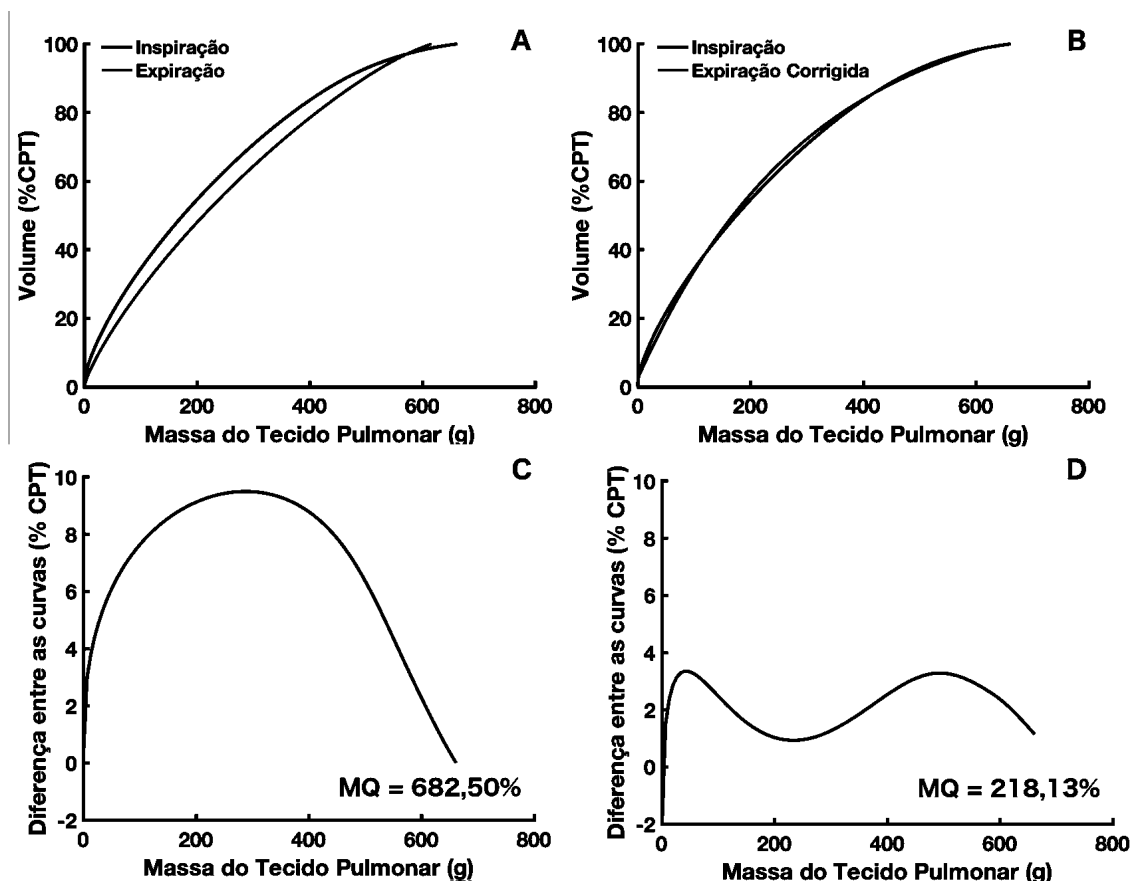 A
Inspiração
Expiração
Volume (%CPT)
100
80
60
40
20
0
0 200 400 600 800
Massa do Tecido Pulmonar (g)
B
Inspiração
Expiração Corrigida
Volume (%CPT)
100
80
60
40
20
0
0 200 400 600 800
Massa do Tecido Pulmonar (g)
C
Diferença entre as curvas (% CPT)
10
8
6
4
2
0
-2
MQ = 682,50%
0 200 400 600 800
Massa do Tecido Pulmonar (g)
D
Diferença entre as curvas (% CPT)
10
8
6
4
2
0
-2
MQ = 218,13%
0 200 400 600 800
Massa do Tecido Pulmonar (g)